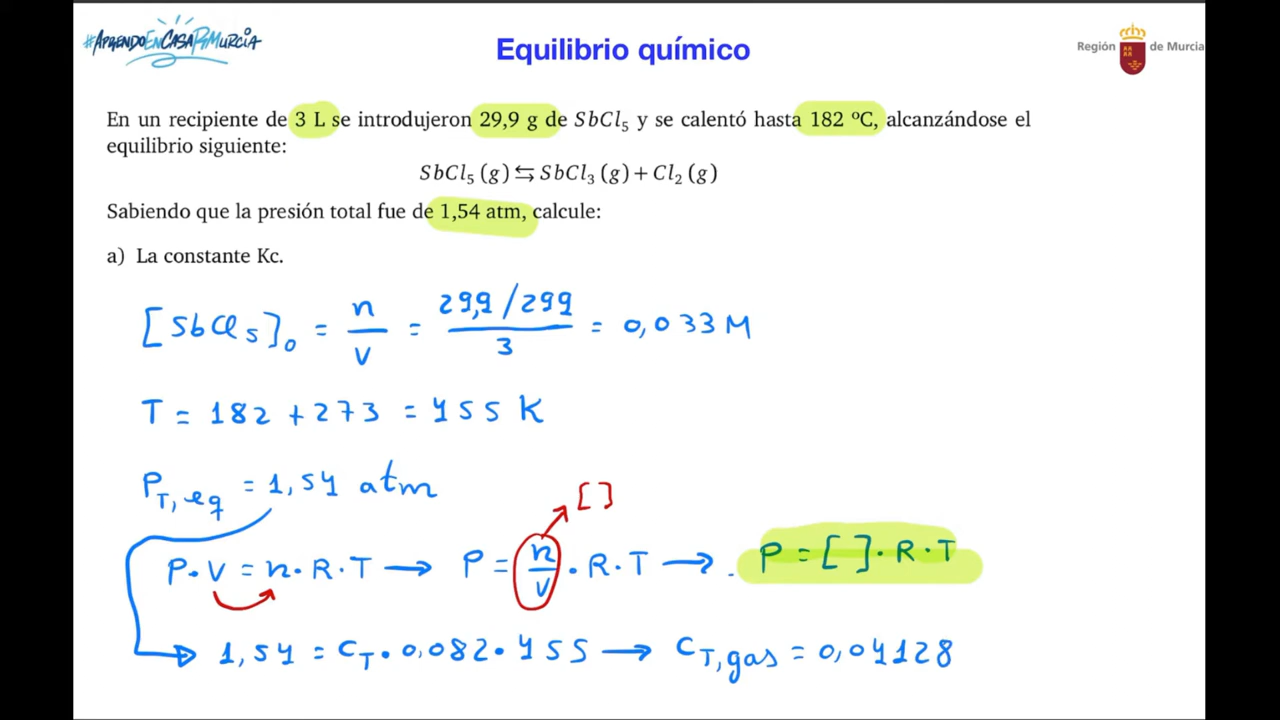 #AprendoEnCasaRMurcia
Equilibrio químico
Región de Murcia
En un recipiente de 3 L se introdujeron 29,9 g de SbCl₅ y se calentó hasta 182 ºC, alcanzándose el
equilibrio siguiente:
SbCl₅ (g) ⇆ SbCl₃ (g) + Cl₂ (g)
Sabiendo que la presión total fue de 1,54 atm, calcule:
a) La constante Kc.
[SbCl₅]₀ = n/V = (29,9/299)/3 = 0,033 M
T = 182 + 273 = 455 K
P_T,eq = 1,54 atm
[ ]
P·V = n·R·T → P = n/V · R·T → . P = [ ]·R·T
1,54 = C_T · 0,082 · 455 → C_T,gas = 0,04128